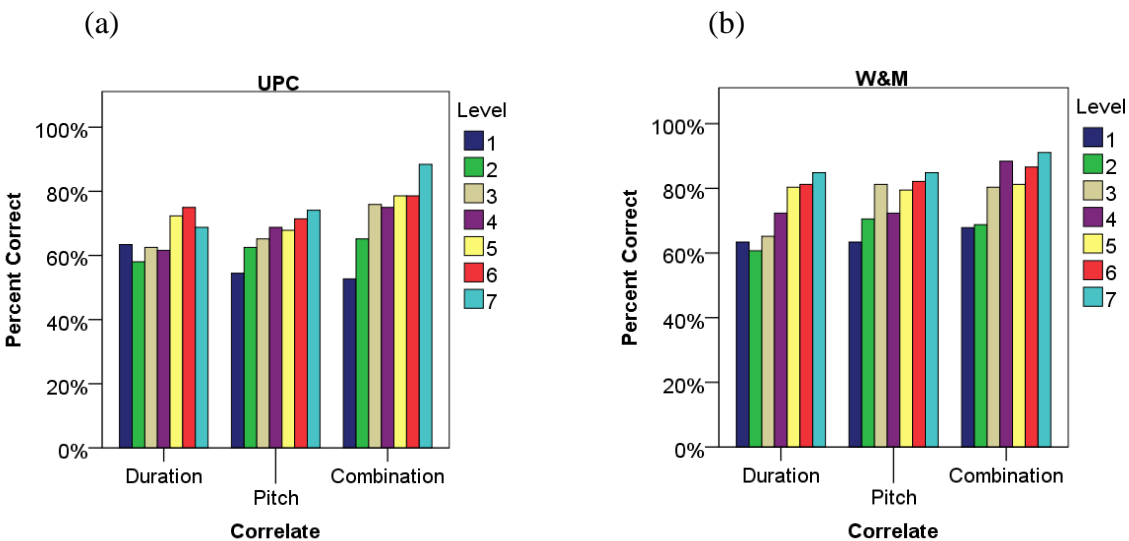 (a)
UPC
Percent Correct
100%
80%
60%
40%
20%
0%
Duration
Pitch
Combination
Correlate
Level
1
2
3
4
5
6
7
(b)
W&M
Percent Correct
100%
80%
60%
40%
20%
0%
Duration
Pitch
Combination
Correlate
Level
1
2
3
4
5
6
7